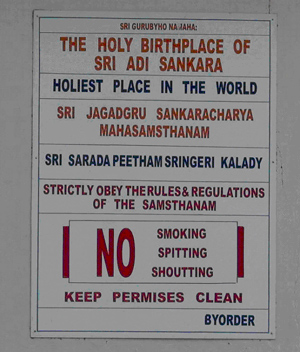 SRI GURUBYHO NA JAHA:
THE HOLY BIRTHPLACE OF
SRI ADI SANKARA
HOLIEST PLACE IN THE WORLD
SRI JAGADGRU SANKARACHARYA
MAHASAMSTHANAM
SRI SARADA PEETHAM SRINGERI KALADY
STRICTLY OBEY THE RULES & REGULATIONS
OF THE SAMSTHANAM
NO
SMOKING
SPITTING
SHOUTTING
KEEP PERMISES CLEAN
BYORDER